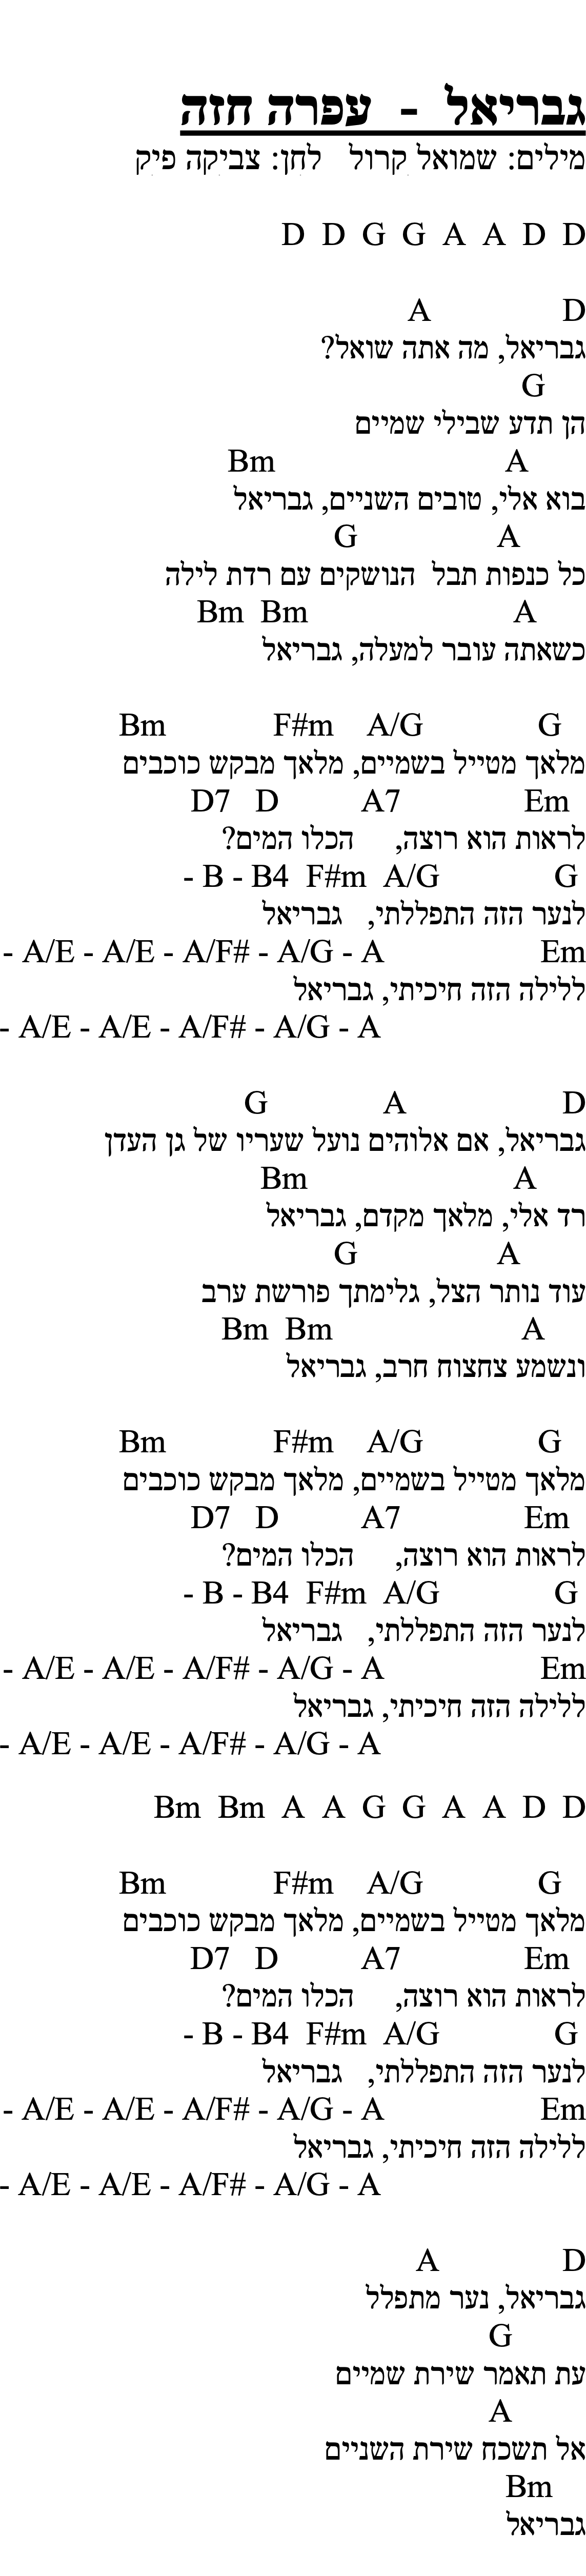 גבריאל - עפרה חזה
מילים: שמואל קרול לחן: צביקה פיק
D D G G A A D D
A D
גבריאל, מה אתה שואל?
G
הן תדע שבילי שמיים
Bm A
בוא אלי, טובים השניים, גבריאל
G A
כל כנפות תבל הנושקים עם רדת לילה
Bm Bm A
כשאתה עובר למעלה, גבריאל
Bm F#m A/G G
מלאך מטייל בשמיים, מלאך מבקש כוכבים
D7 D A7 Em
לראות הוא רוצה, הכלו המים?
- B - B4 F#m A/G G
לנער הזה התפללתי, גבריאל
- A/E - A/E - A/F# - A/G - A Em
ללילה הזה חיכיתי, גבריאל
- A/E - A/E - A/F# - A/G - A
G A D
גבריאל, אם אלוהים נועל שעריו של גן העדן
Bm A
רד אלי, מלאך מקדם, גבריאל
G A
עוד נותר הצל, גלימתך פורשת ערב
Bm Bm A
ונשמע צחצוח חרב, גבריאל
Bm F#m A/G G
מלאך מטייל בשמיים, מלאך מבקש כוכבים
D7 D A7 Em
לראות הוא רוצה, הכלו המים?
- B - B4 F#m A/G G
לנער הזה התפללתי, גבריאל
- A/E - A/E - A/F# - A/G - A Em
ללילה הזה חיכיתי, גבריאל
- A/E - A/E - A/F# - A/G - A
Bm Bm A A G G A A D D
Bm F#m A/G G
מלאך מטייל בשמיים, מלאך מבקש כוכבים
D7 D A7 Em
לראות הוא רוצה, הכלו המים?
- B - B4 F#m A/G G
לנער הזה התפללתי, גבריאל
- A/E - A/E - A/F# - A/G - A Em
ללילה הזה חיכיתי, גבריאל
- A/E - A/E - A/F# - A/G - A
A D
גבריאל, נער מתפלל
G
עת תאמר שירת שמיים
A
אל תשכח שירת השניים
Bm
גבריאל